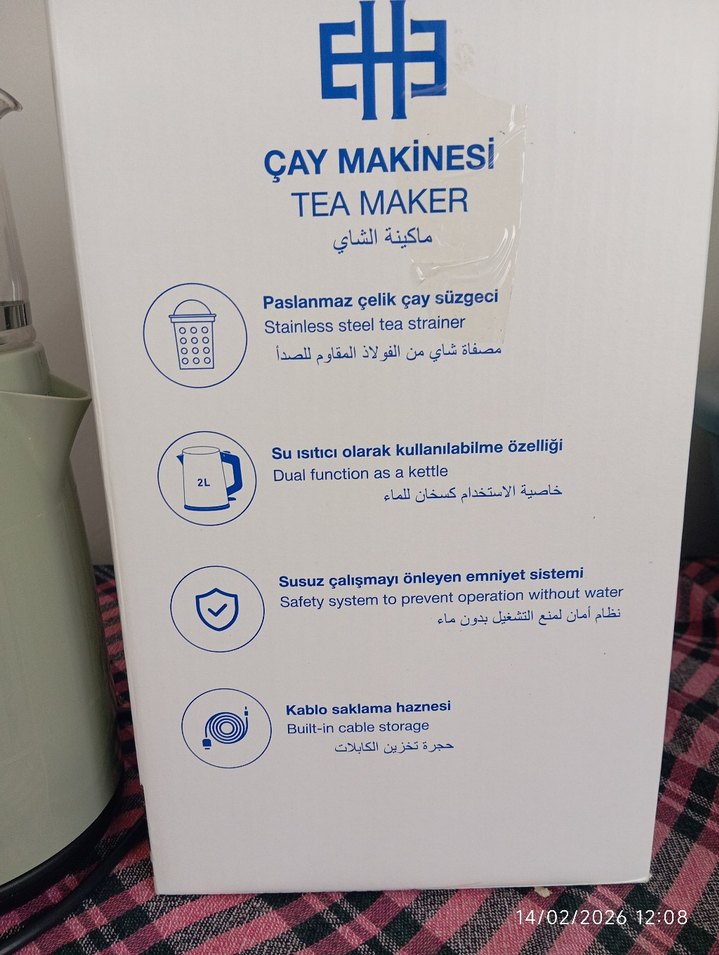 ÇAY MAKİNESİ
TEA MAKER
ماكينة الشاي
Paslanmaz çelik çay süzgeci
Stainless steel tea strainer
مصفاة شاي من الفولاذ المقاوم للصدأ
2L
Su ısıtıcı olarak kullanılabilme özelliği
Dual function as a kettle
خاصية الاستخدام كسخان للماء
Susuz çalışmayı önleyen emniyet sistemi
Safety system to prevent operation without water
نظام أمان لمنع التشغيل بدون ماء
Kablo saklama haznesi
Built-in cable storage
حجرة تخزين الكابلات
14/02/2026 12:08